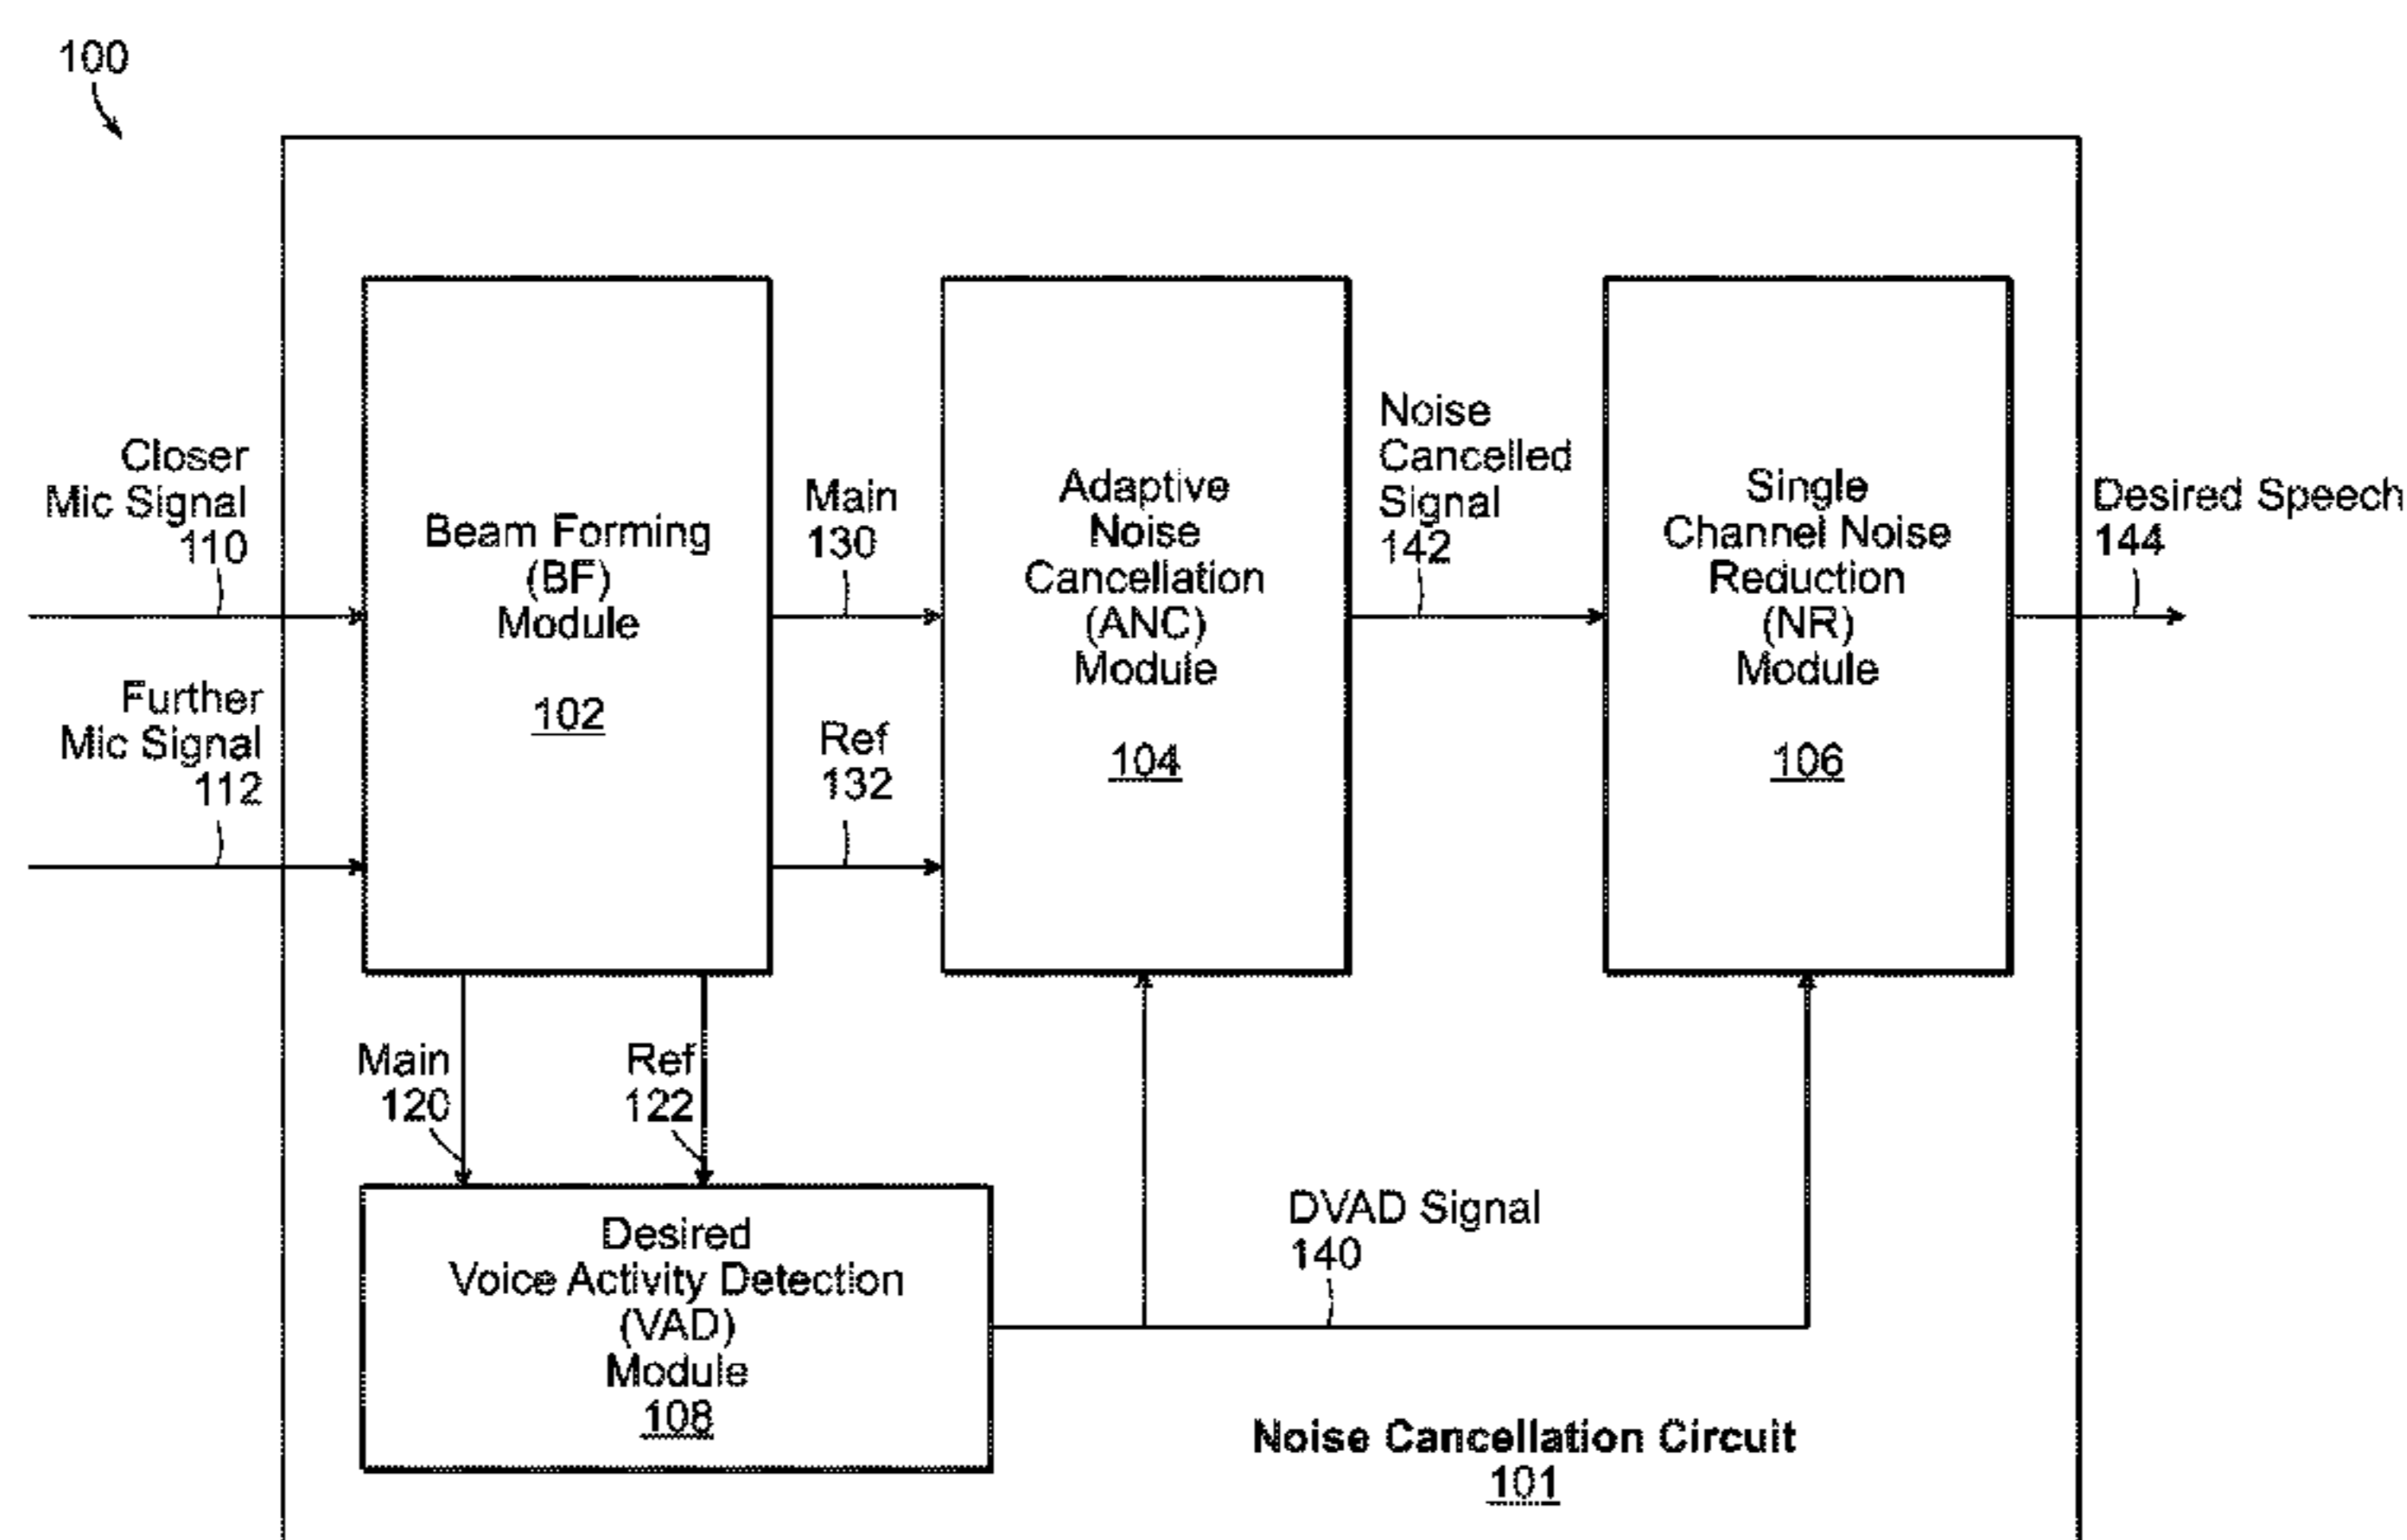 100
Closer
Mic Signal
110
Further
Mic Signal
112
Beam Forming
(BF)
Module
102
Main
130
Ref
132
Adaptive
Noise
Cancellation
(ANC)
Module
104
Noise
Cancelled
Signal
142
Single
Channel Noise
Reduction
(NR)
Module
106
Desired Speech
144
Main
120
Ref
122
Desired
Voice Activity Detection
(VAD)
Module
108
DVAD Signal
140
Noise Cancellation Circuit
101